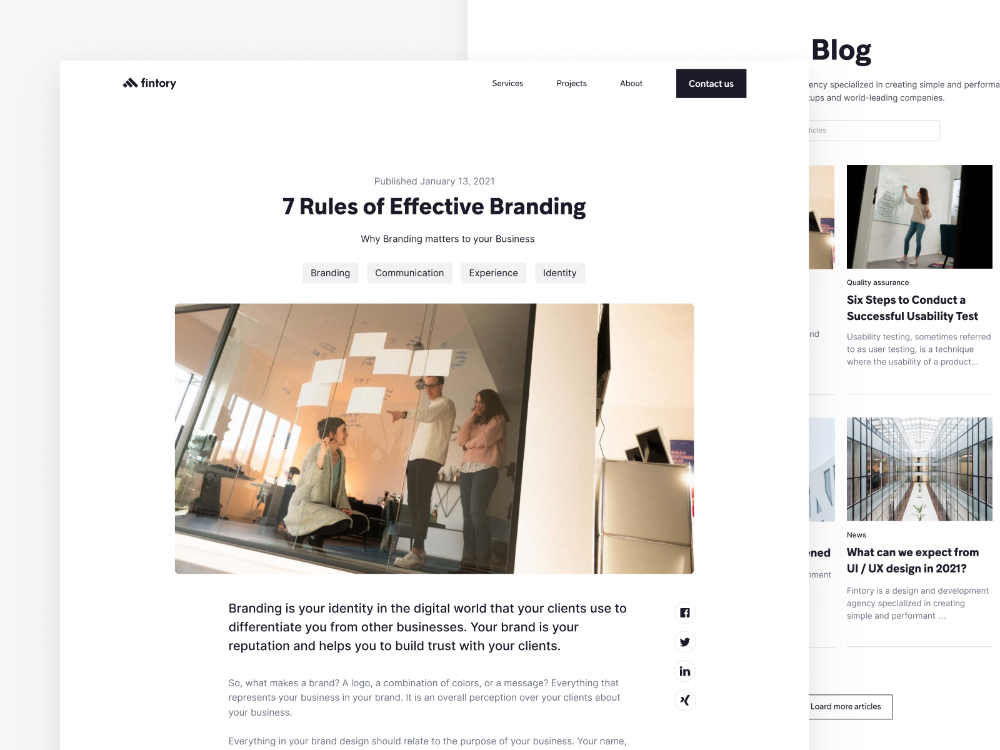 fintory
Services
Projects
About
Contact us
Published January 13, 2021
7 Rules of Effective Branding
Why Branding matters to your Business
Branding
Communication
Experience
Identity
Branding is your identity in the digital world that your clients use to
differentiate you from other businesses. Your brand is your
reputation and helps you to build trust with your clients.
So, what makes a brand? A logo, a combination of colors, or a message? Everything that
represents your business in your brand. It is an overall perception over your clients about
your business.
Everything in your brand design should relate to the purpose of your business. Your name,
Blog
specialized in creating simple and
and world-leading companies.
Quality assurance
Six Steps to Conduct a
Successful Usability Test
Usability testing, sometimes referred
to as user testing, is a technique
where the usability of a product...
News
What can we expect from
UI / UX design in 2021?
Fintory is a design and development
agency specialized in creating
simple and performant ...
Loard more articles